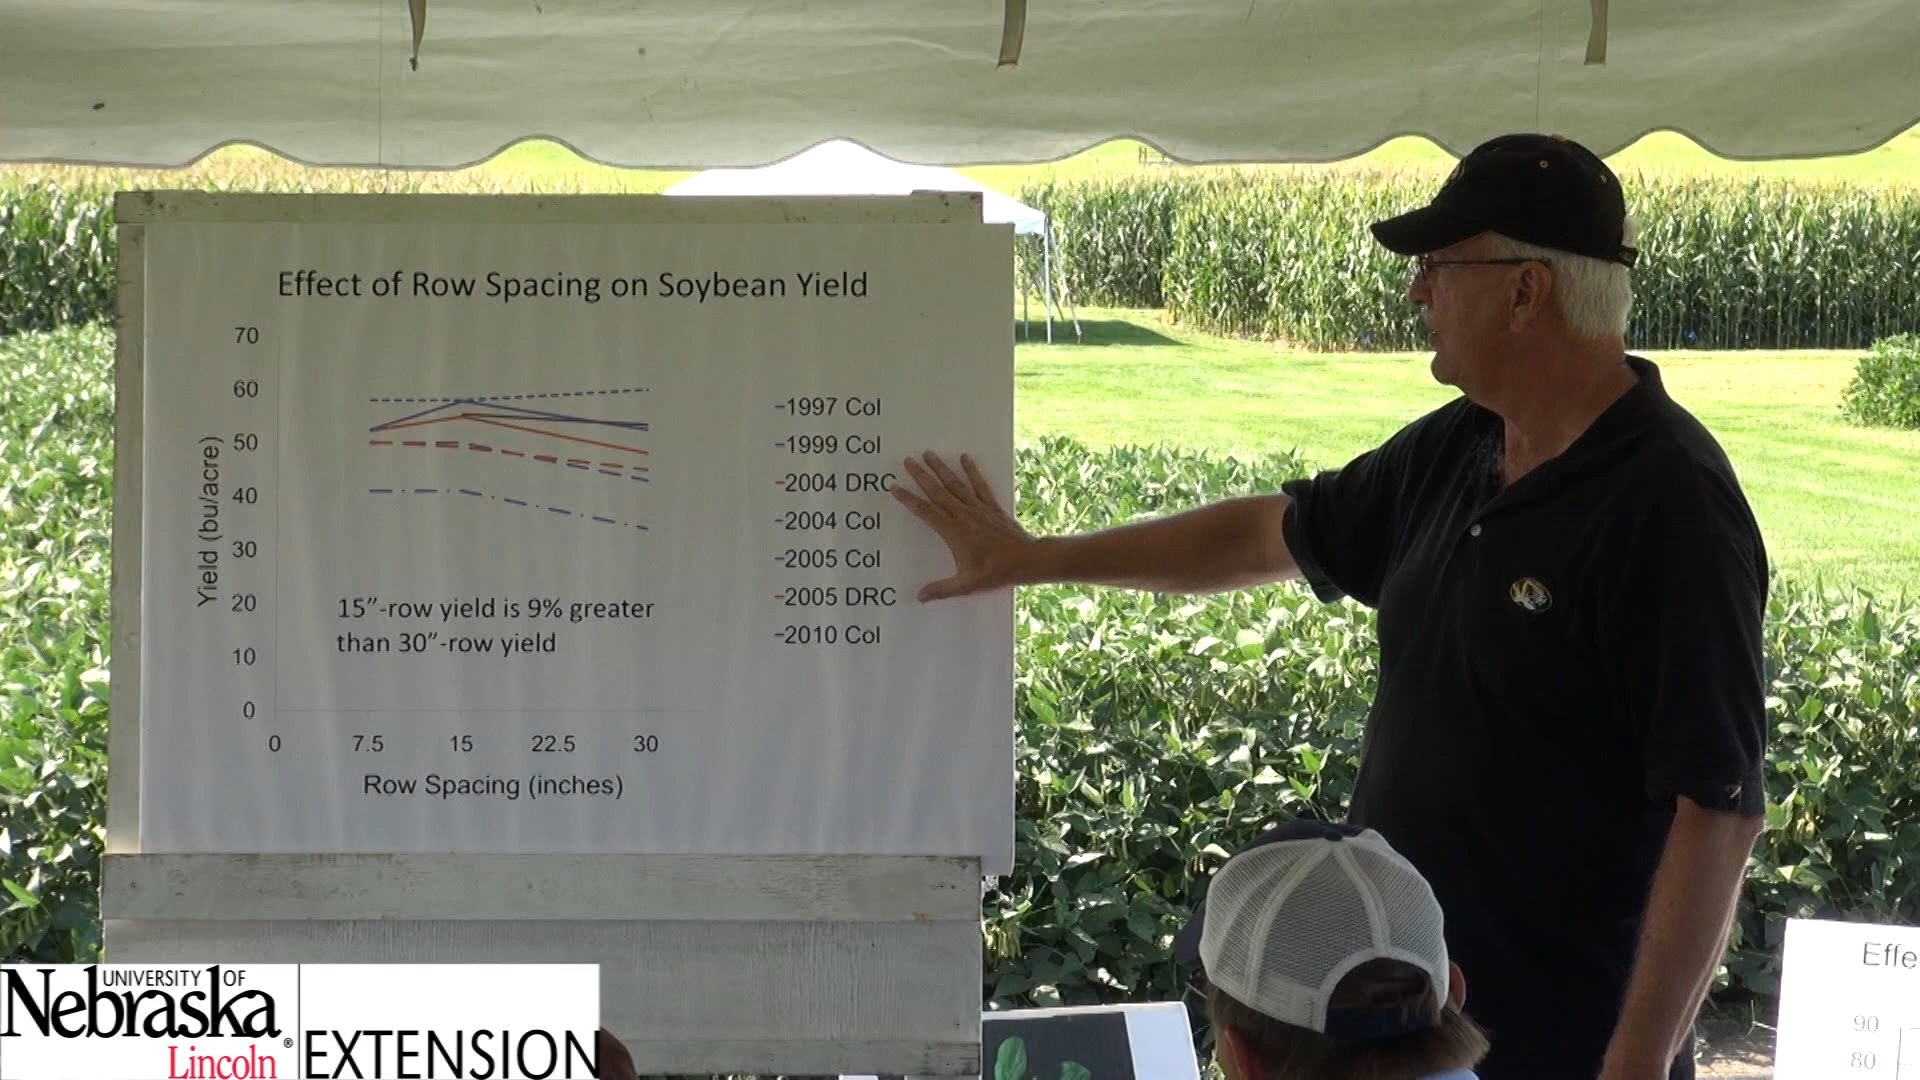 Effect of Row Spacing on Soybean Yield
70
60
50
40
30
20
10
0
Yield (bu/acre)
0 7.5 15 22.5 30
Row Spacing (inches)
15”-row yield is 9% greater
than 30”-row yield
1997 Col
1999 Col
2004 DRC
2004 Col
2005 Col
2005 DRC
2010 Col
90
80
UNIVERSITY OF
Nebraska
Lincoln®
EXTENSION